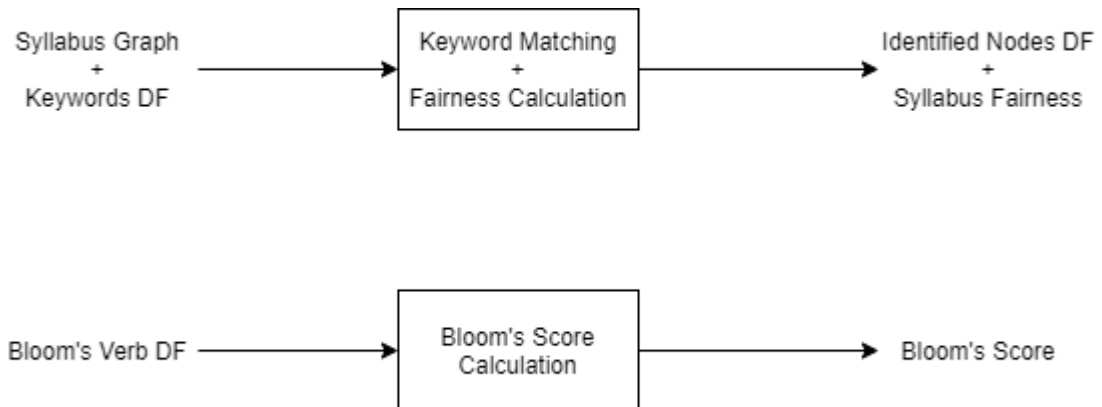 Syllabus Graph
+
Keywords DF
Keyword Matching
+
Fairness Calculation
Identified Nodes DF
+
Syllabus Fairness
Bloom's Verb DF
Bloom's Score
Calculation
Bloom's Score